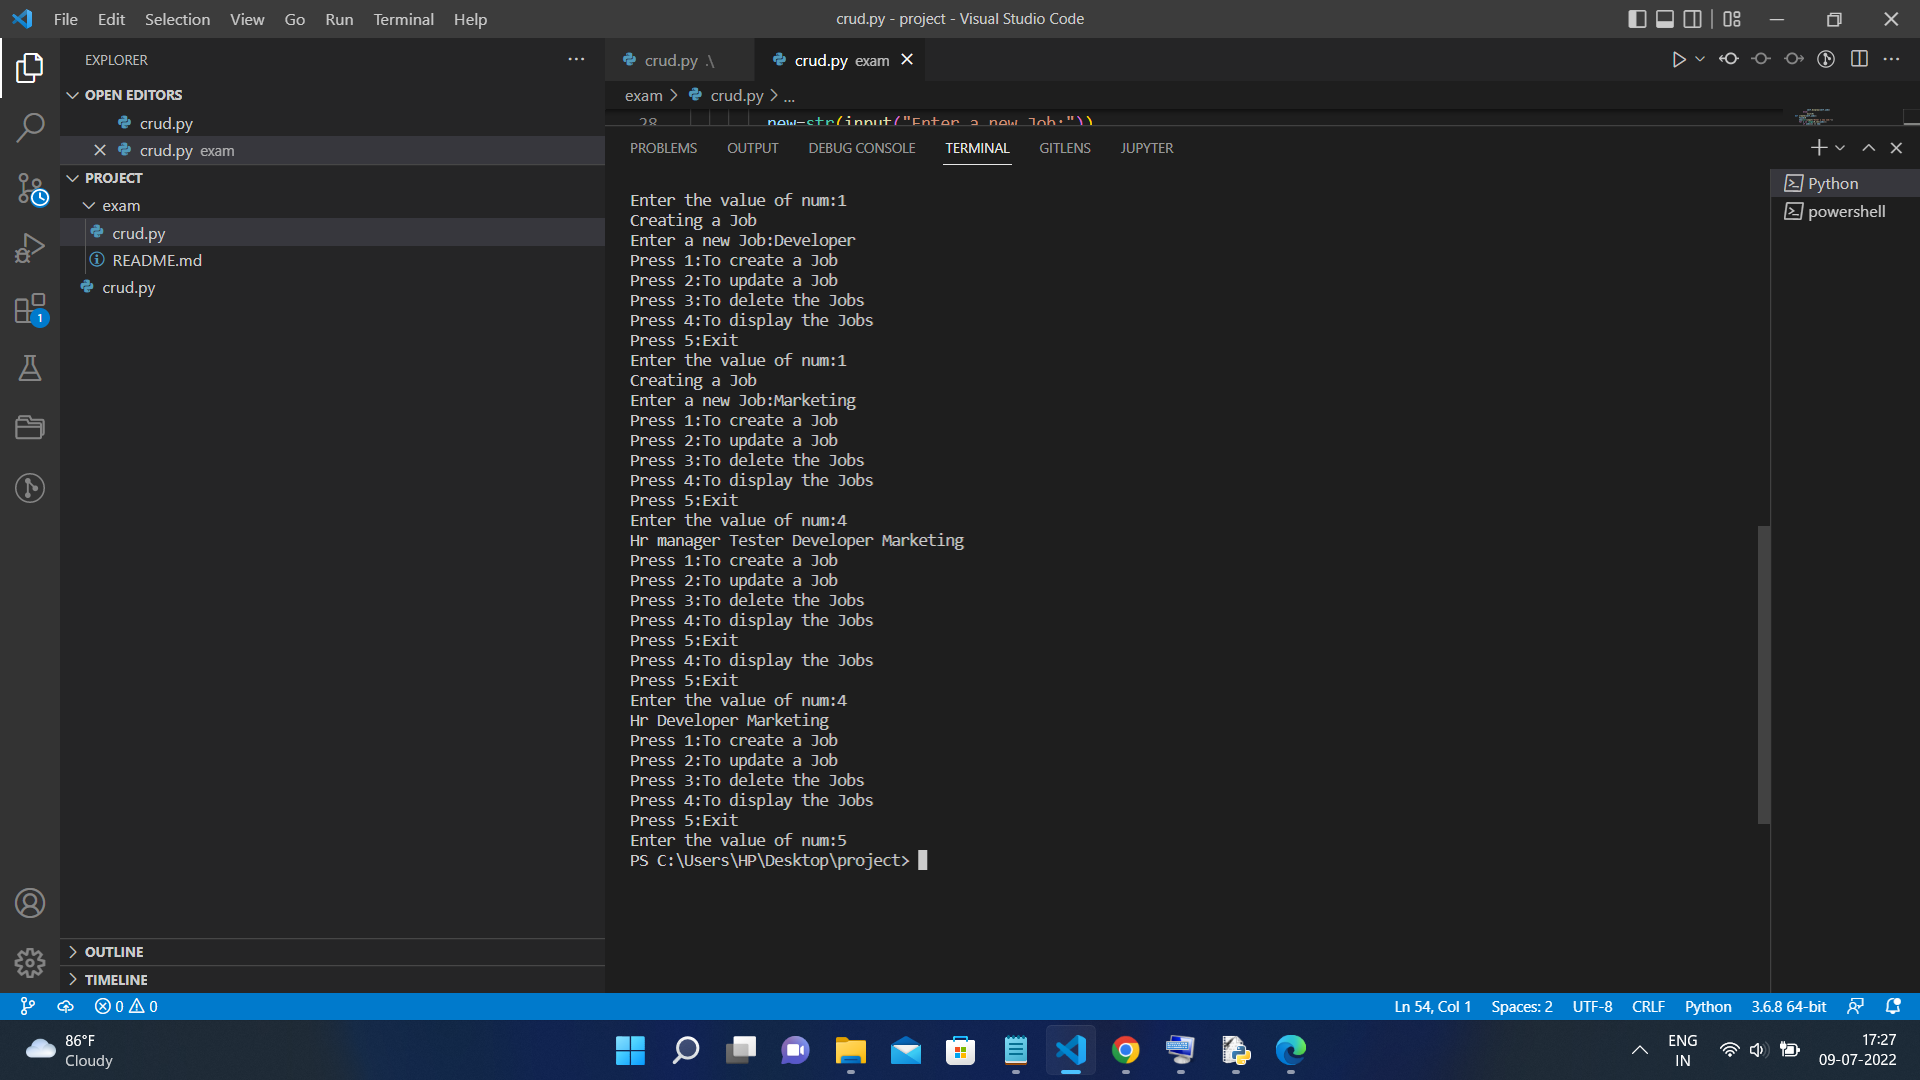 File Edit Selection View Go Run Terminal Help
crud.py - project - Visual Studio Code
EXPLORER
OPEN EDITORS
crud.py
crud.py exam
PROJECT
exam
crud.py
README.md
crud.py
OUTLINE
TIMELINE
crud.py .\
crud.py exam
exam > crud.py > ...
28 new=str(input("Enter a new Job:"))
PROBLEMS OUTPUT DEBUG CONSOLE TERMINAL GITLENS JUPYTER
Enter the value of num:1
Creating a Job
Enter a new Job:Developer
Press 1:To create a Job
Press 2:To update a Job
Press 3:To delete the Jobs
Press 4:To display the Jobs
Press 5:Exit
Enter the value of num:1
Creating a Job
Enter a new Job:Marketing
Press 1:To create a Job
Press 2:To update a Job
Press 3:To delete the Jobs
Press 4:To display the Jobs
Press 5:Exit
Enter the value of num:4
Hr manager Tester Developer Marketing
Press 1:To create a Job
Press 2:To update a Job
Press 3:To delete the Jobs
Press 4:To display the Jobs
Press 5:Exit
Press 4:To display the Jobs
Press 5:Exit
Enter the value of num:4
Hr Developer Marketing
Press 1:To create a Job
Press 2:To update a Job
Press 3:To delete the Jobs
Press 4:To display the Jobs
Press 5:Exit
Enter the value of num:5
PS C:\Users\HP\Desktop\project>
Python
powershell
1
0 0
Ln 54, Col 1 Spaces: 2 UTF-8 CRLF Python 3.6.8 64-bit
86°F
Cloudy
ENG
IN
17:27
09-07-2022